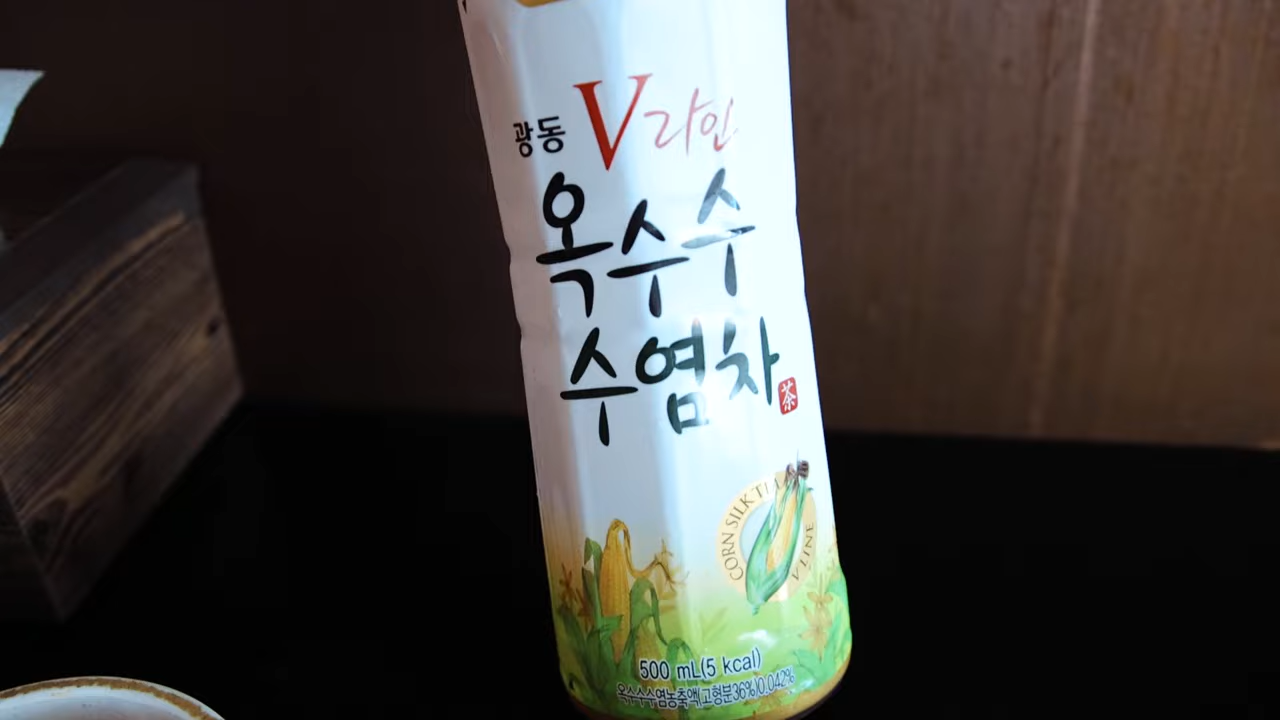 광동 V라인
옥수수
수염차
茶
CORN SILK TEA
V LINE
500 mL(5 kcal)
옥수수수염농축액(고형분36%)0.042%